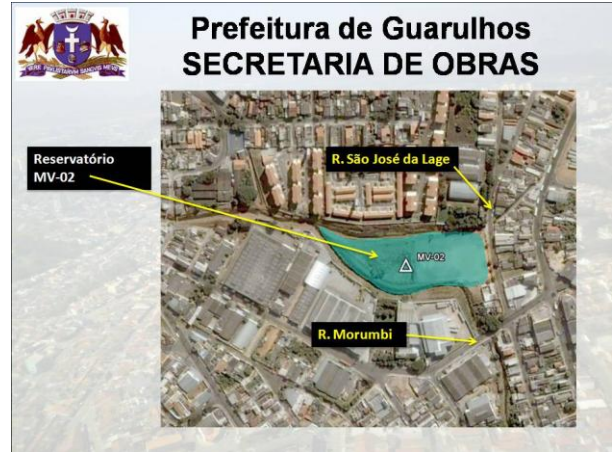 Prefeitura de Guarulhos
SECRETARIA DE OBRAS
Reservatório
MV-02
R. São José da Lage
MV-02
R. Morumbi